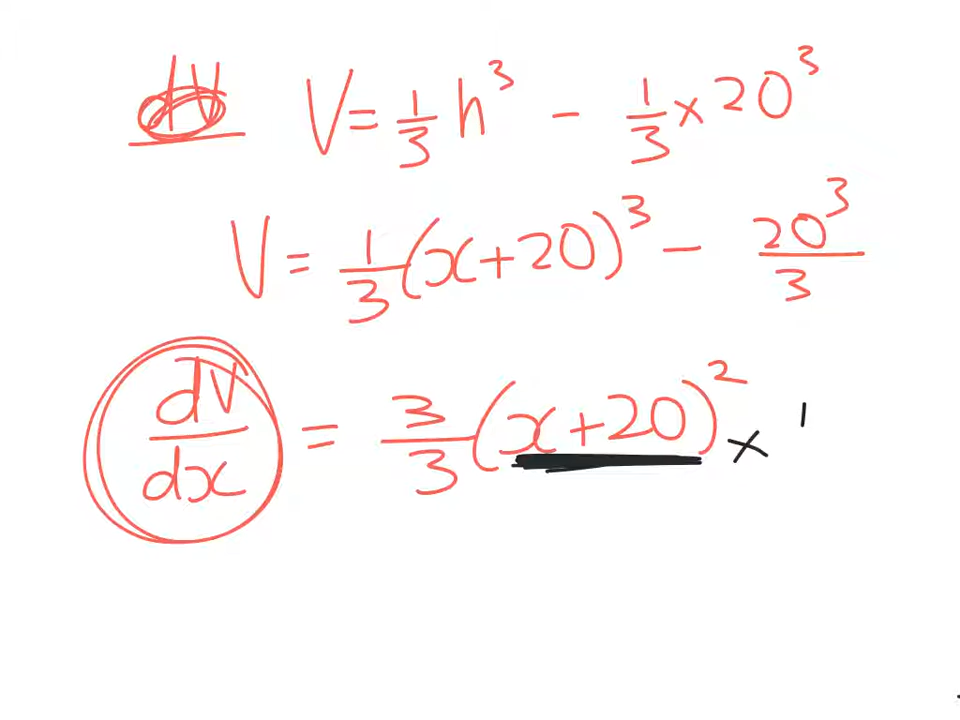 dV V = 1/3 h³ - 1/3 × 20³
V = 1/3 (x+20)³ - 20³/3
dV/dx = 3/3 (x+20)² × 1